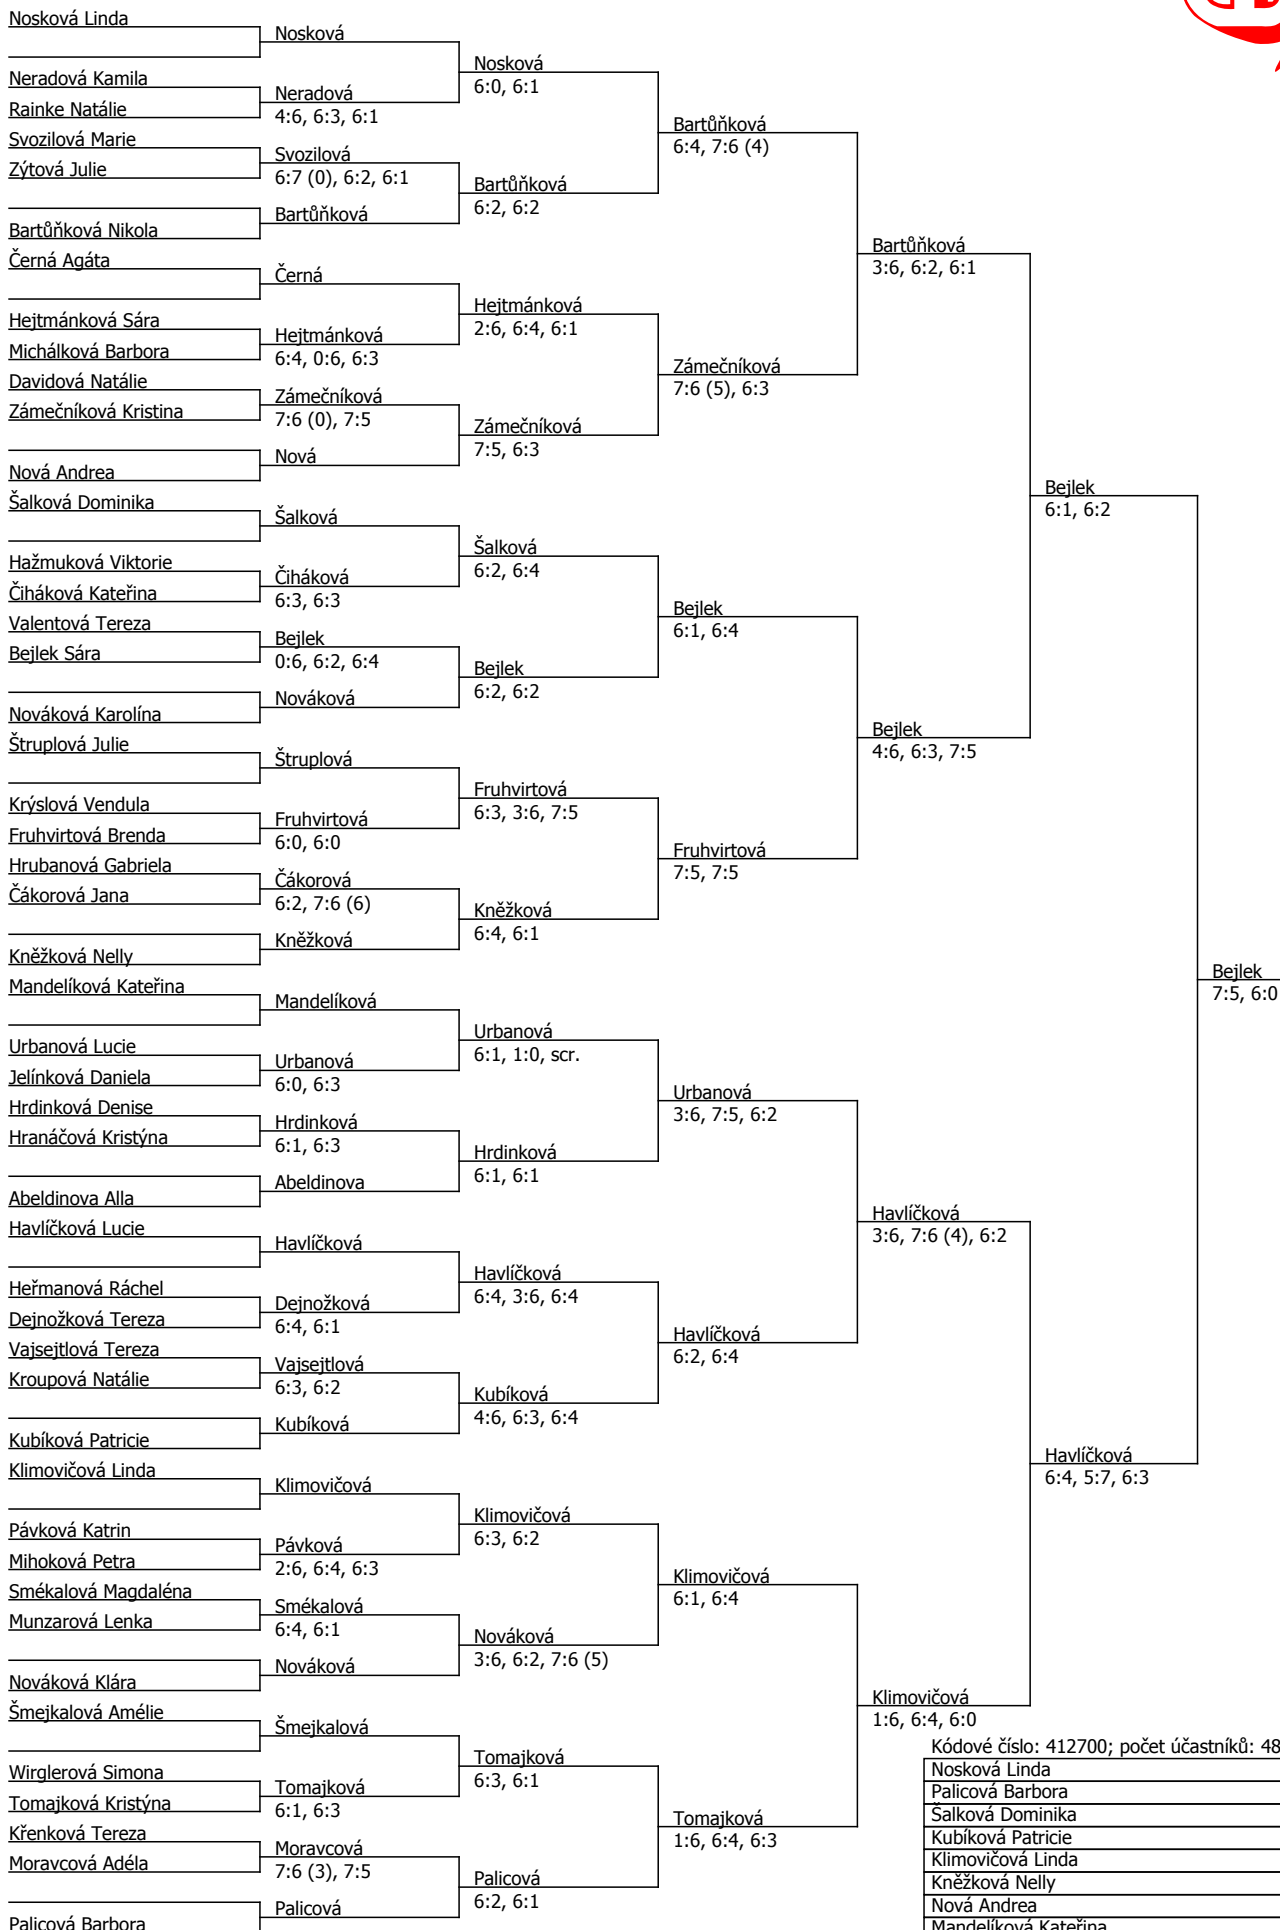 Nosková Linda
Neradová Kamila
Rainke Natálie
Svozilová Marie
Zýtová Julie
Bartůňková Nikola
Černá Agáta
Hejtmánková Sára
Michálková Barbora
Davidová Natálie
Zámečníková Kristina
Nová Andrea
Šalková Dominika
Hažmuková Viktorie
Čiháková Kateřina
Valentová Tereza
Bejlek Sára
Nováková Karolína
Štruplová Julie
Krýslová Vendula
Fruhvirtová Brenda
Hrubanová Gabriela
Čákorová Jana
Kněžková Nelly
Mandelíková Kateřina
Urbanová Lucie
Jelínková Daniela
Hrdinková Denise
Hranáčová Kristýna
Abeldinova Alla
Havlíčková Lucie
Heřmanová Ráchel
Dejnožková Tereza
Vajsejtlová Tereza
Kroupová Natálie
Kubíková Patricie
Klimovičová Linda
Pávková Katrin
Mihoková Petra
Smékalová Magdaléna
Munzarová Lenka
Nováková Klára
Šmejkalová Amélie
Wirglerová Simona
Tomajková Kristýna
Křenková Tereza
Moravcová Adéla
Palicová Barbora
Nosková
Neradová
4:6, 6:3, 6:1
Svozilová
6:7 (0), 6:2, 6:1
Bartůňková
Černá
Hejtmánková
6:4, 0:6, 6:3
Zámečníková
7:6 (0), 7:5
Nová
Šalková
Čiháková
6:3, 6:3
Bejlek
0:6, 6:2, 6:4
Nováková
Štruplová
Fruhvirtová
6:0, 6:0
Čákorová
6:2, 7:6 (6)
Kněžková
Mandelíková
Urbanová
6:0, 6:3
Hrdinková
6:1, 6:3
Abeldinova
Havlíčková
Dejnožková
6:4, 6:1
Vajsejtlová
6:3, 6:2
Kubíková
Klimovičová
Pávková
2:6, 6:4, 6:3
Smékalová
6:4, 6:1
Nováková
Šmejkalová
Tomajková
6:1, 6:3
Moravcová
7:6 (3), 7:5
Palicová
Nosková
6:0, 6:1
Bartůňková
6:2, 6:2
Hejtmánková
2:6, 6:4, 6:1
Zámečníková
7:5, 6:3
Šalková
6:2, 6:4
Bejlek
6:2, 6:2
Fruhvirtová
6:3, 3:6, 7:5
Kněžková
6:4, 6:1
Urbanová
6:1, 1:0, scr.
Hrdinková
6:1, 6:1
Havlíčková
6:4, 3:6, 6:4
Kubíková
4:6, 6:3, 6:4
Klimovičová
6:3, 6:2
Nováková
3:6, 6:2, 7:6 (5)
Tomajková
6:3, 6:1
Palicová
6:2, 6:1
Bartůňková
6:4, 7:6 (4)
Zámečníková
7:6 (5), 6:3
Bejlek
6:1, 6:4
Fruhvirtová
7:5, 7:5
Urbanová
3:6, 7:5, 6:2
Havlíčková
6:2, 6:4
Klimovičová
6:1, 6:4
Tomajková
1:6, 6:4, 6:3
Bartůňková
3:6, 6:2, 6:1
Bejlek
4:6, 6:3, 7:5
Havlíčková
3:6, 7:6 (4), 6:2
Klimovičová
1:6, 6:4, 6:0
Bejlek
6:1, 6:2
Havlíčková
6:4, 5:7, 6:3
Bejlek
7:5, 6:0
Kódové číslo: 412700; počet účastníků: 48
Nosková Linda
Palicová Barbora
Šalková Dominika
Kubíková Patricie
Klimovičová Linda
Kněžková Nelly
Nová Andrea
Mandelíková Kateřina